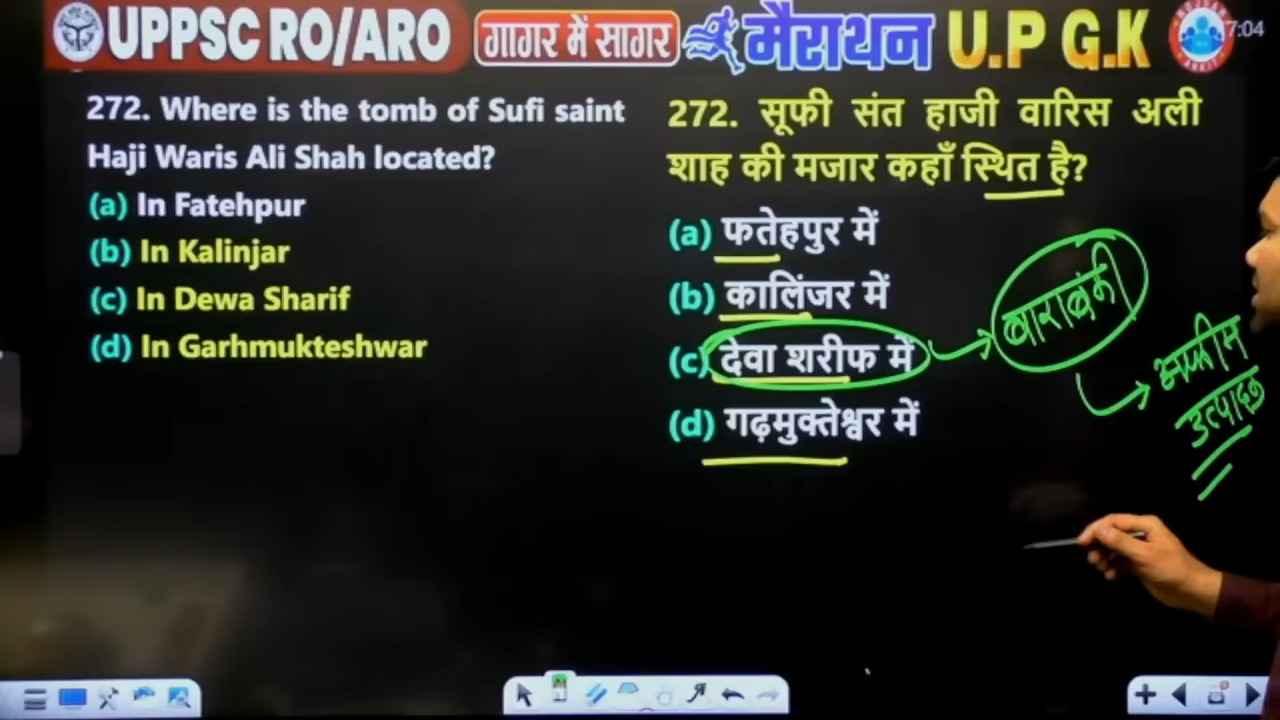 UPPSC RO/ARO गागर में सागर मैराथन U.P G.K 7:04
272. Where is the tomb of Sufi saint
Haji Waris Ali Shah located?
(a) In Fatehpur
(b) In Kalinjar
(c) In Dewa Sharif
(d) In Garhmukteshwar
272. सूफी संत हाजी वारिस अली
शाह की मजार कहाँ स्थित है?
(a) फतेहपुर में
(b) कालिंजर में
(c) देवा शरीफ में
(d) गढ़मुक्तेश्वर में
बाराबंकी
अफीम